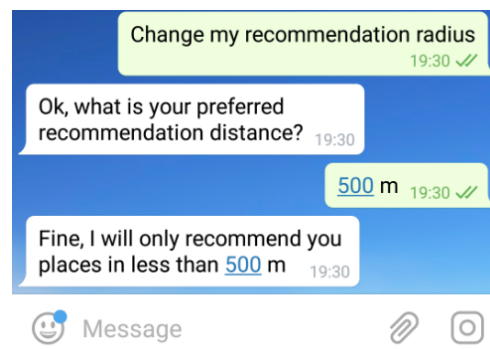 Change my recommendation radius
19:30
Ok, what is your preferred
recommendation distance? 19:30
500 m 19:30
Fine, I will only recommend you
places in less than 500 m 19:30
Message